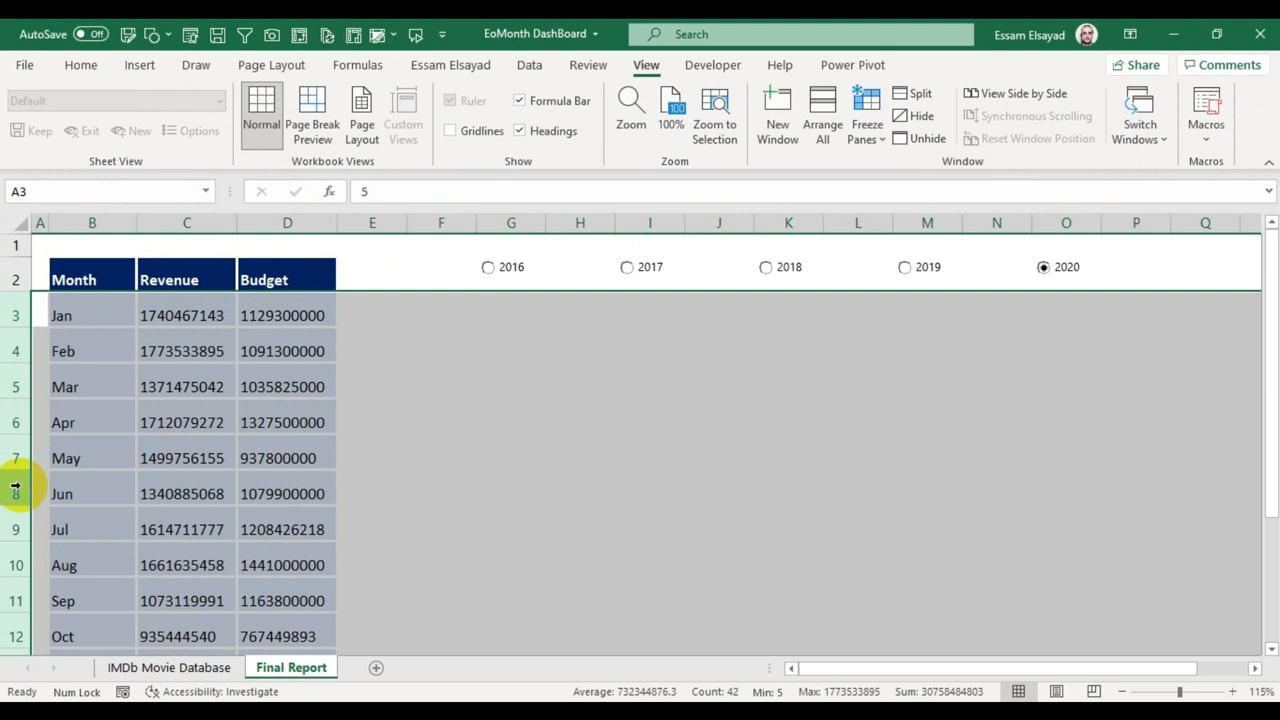 AutoSave Off EoMonth DashBoard Search Essam Elsayad
File Home Insert Draw Page Layout Formulas Essam Elsayad Data Review View Developer Help Power Pivot Share Comments
Default
Keep Exit New Options
Sheet View
Normal Page Break Preview Page Layout Custom Views
Workbook Views
Ruler Formula Bar
Gridlines Headings
Show
Zoom 100% Zoom to Selection
Zoom
New Window Arrange All Freeze Panes Split
Hide
Unhide
View Side by Side
Synchronous Scrolling
Reset Window Position
Window
Switch Windows
Macros
Macros
A3 fx 5
A B C D E F G H I J K L M N O P Q
1
2 Month Revenue Budget 2016 2017 2018 2019 2020
3 Jan 1740467143 1129300000
4 Feb 1773533895 1091300000
5 Mar 1371475042 1035825000
6 Apr 1712079272 1327500000
7 May 1499756155 937800000
8 Jun 1340885068 1079900000
9 Jul 1614711777 1208426218
10 Aug 1661635458 1441000000
11 Sep 1073119991 1163800000
12 Oct 935444540 767449893
IMDb Movie Database Final Report
Ready Num Lock Accessibility: Investigate Average: 732344876.3 Count: 42 Min: 5 Max: 1773533895 Sum: 30758484803 115%